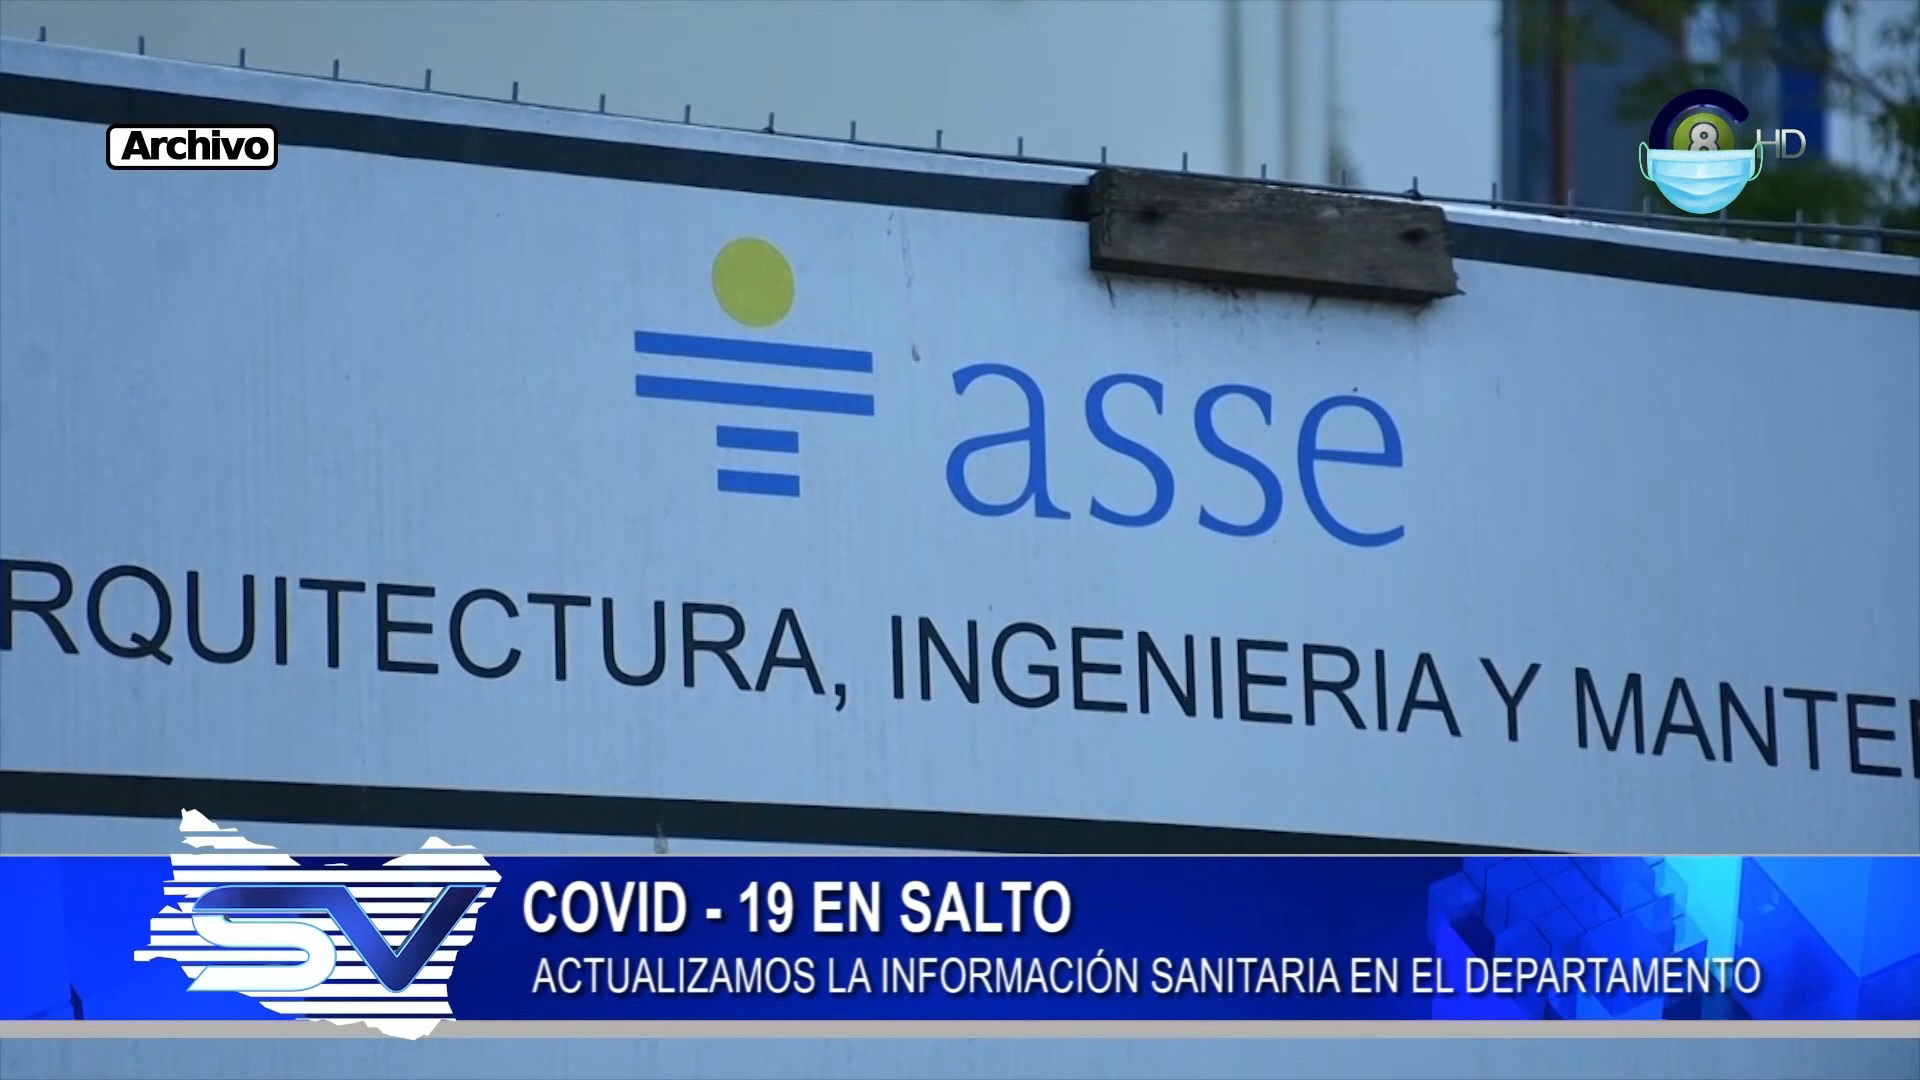 Archivo
8 HD
asse
RQUITECTURA, INGENIERIA Y MANTE
SV
COVID - 19 EN SALTO
ACTUALIZAMOS LA INFORMACIÓN SANITARIA EN EL DEPARTAMENTO